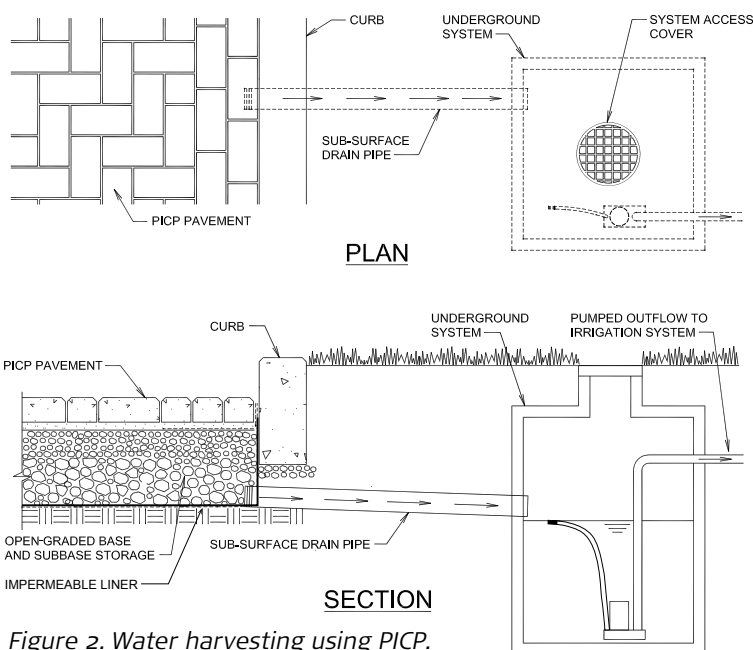 CURB
UNDERGROUND
SYSTEM
SYSTEM ACCESS
COVER
SUB-SURFACE
DRAIN PIPE
PICP PAVEMENT
PLAN
CURB
UNDERGROUND
SYSTEM
PUMPED OUTFLOW TO
IRRIGATION SYSTEM
PICP PAVEMENT
OPEN-GRADED BASE
AND SUBBASE STORAGE
SUB-SURFACE DRAIN PIPE
IMPERMEABLE LINER
SECTION
Figure 2. Water harvesting using PICP.